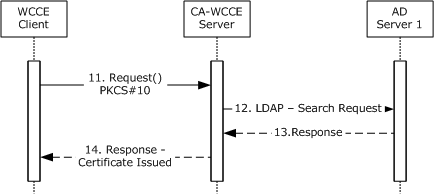 WCCE
Client
CA-WCCE
Server
AD
Server 1
11. Request()
PKCS#10
12. LDAP – Search Request
13.Response
14. Response -
Certificate Issued